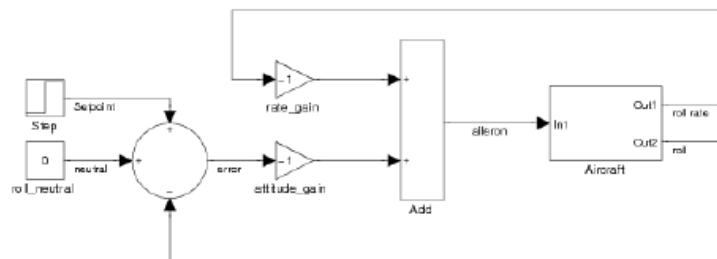 -1
+
rate_gain
Setpoint
Step
+
0
+
neutral
error
-1
+
−
roll_neutral
attitude_gain
Add
aileron
In1
Out1
roll rate
Out2
roll
Aircraft